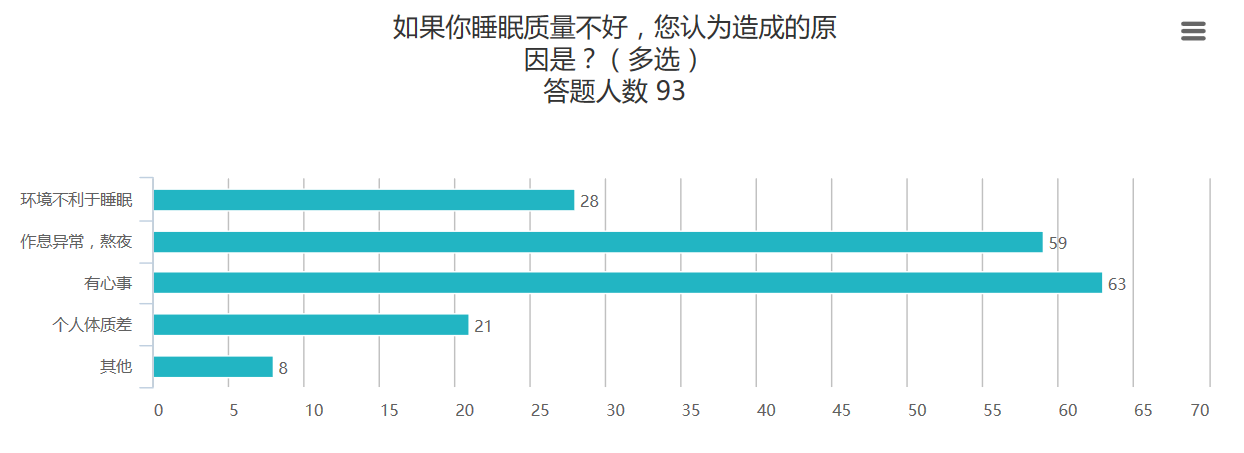 如果你睡眠质量不好，您认为造成的原
因是？（多选）
答题人数 93
环境不利于睡眠 28
作息异常，熬夜 59
有心事 63
个人体质差 21
其他 8
0 5 10 15 20 25 30 35 40 45 50 55 60 65 70